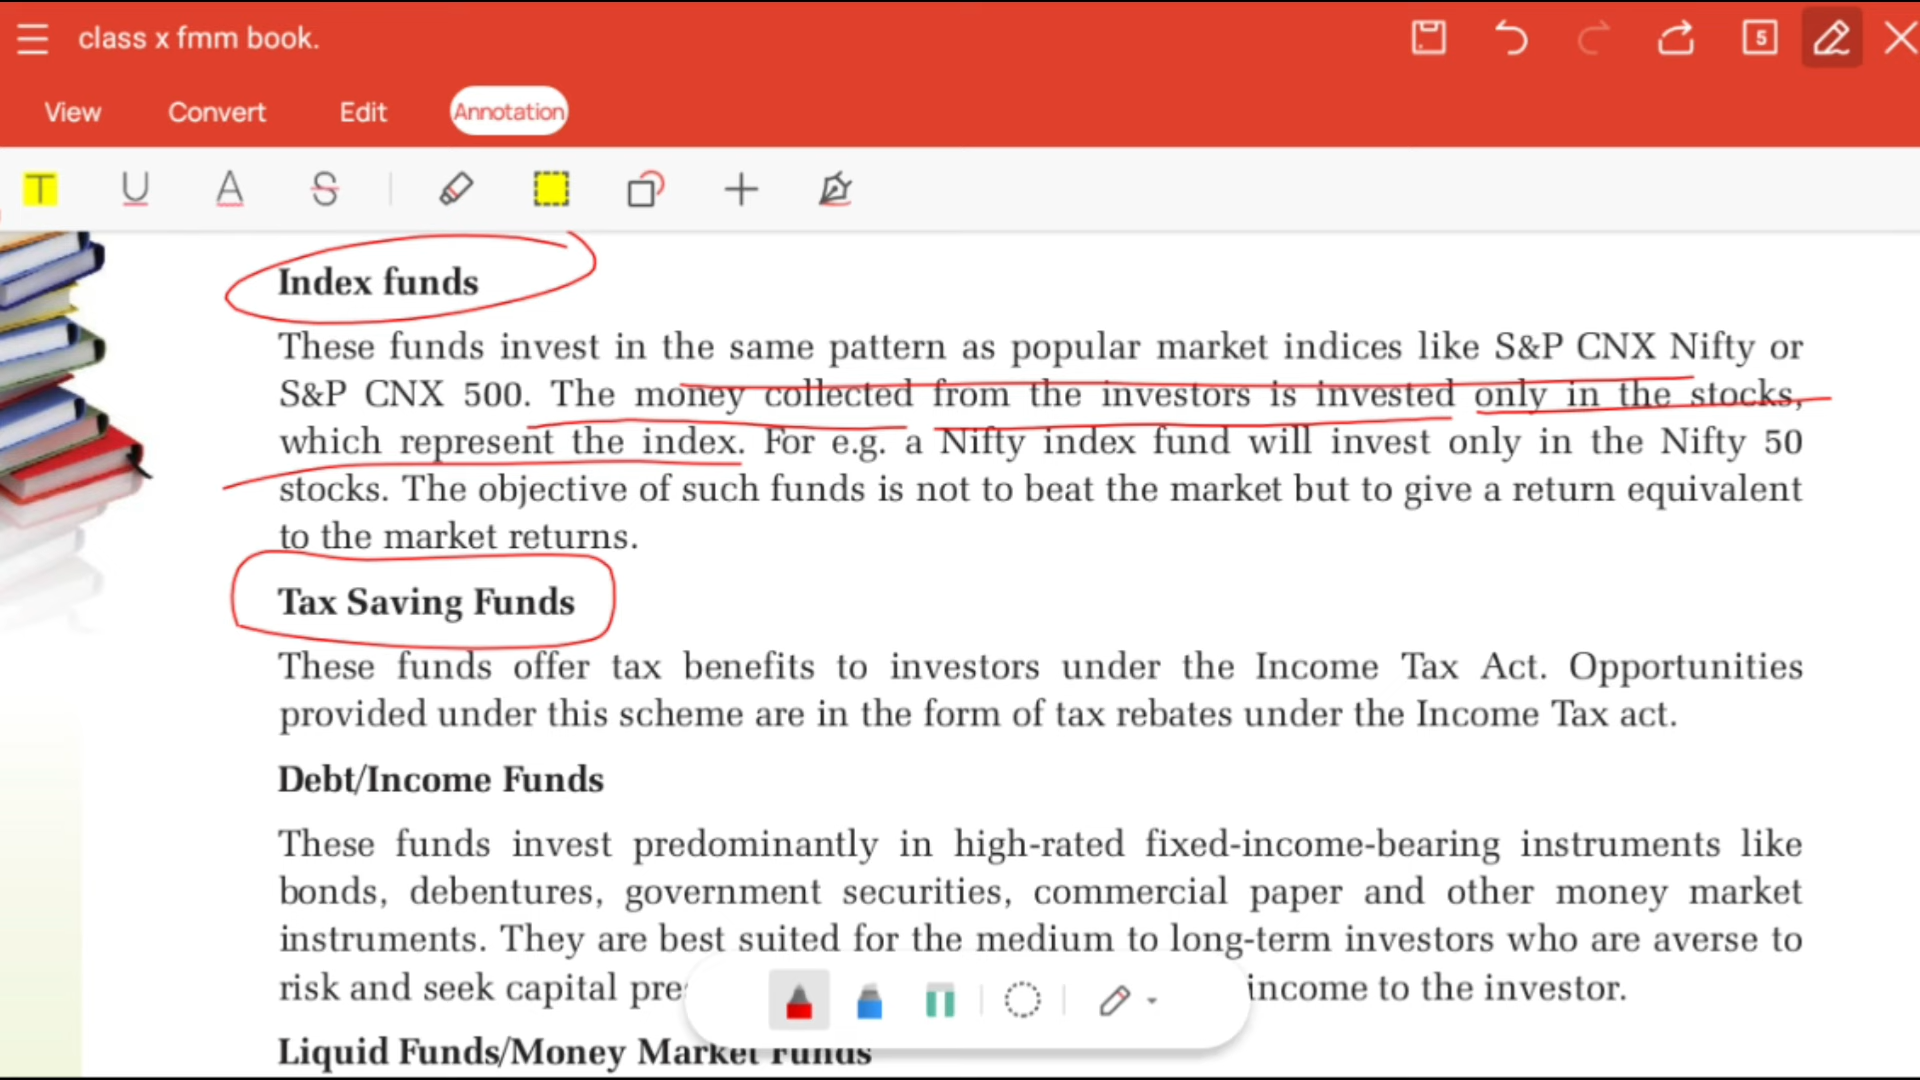 class x fmm book.
5
View Convert Edit Annotation
T U A S
Index funds
These funds invest in the same pattern as popular market indices like S&P CNX Nifty or
S&P CNX 500. The money collected from the investors is invested only in the stocks,
which represent the index. For e.g. a Nifty index fund will invest only in the Nifty 50
stocks. The objective of such funds is not to beat the market but to give a return equivalent
to the market returns.
Tax Saving Funds
These funds offer tax benefits to investors under the Income Tax Act. Opportunities
provided under this scheme are in the form of tax rebates under the Income Tax act.
Debt/Income Funds
These funds invest predominantly in high-rated fixed-income-bearing instruments like
bonds, debentures, government securities, commercial paper and other money market
instruments. They are best suited for the medium to long-term investors who are averse to
risk and seek capital income to the investor.
Liquid Funds/Money Market Funds